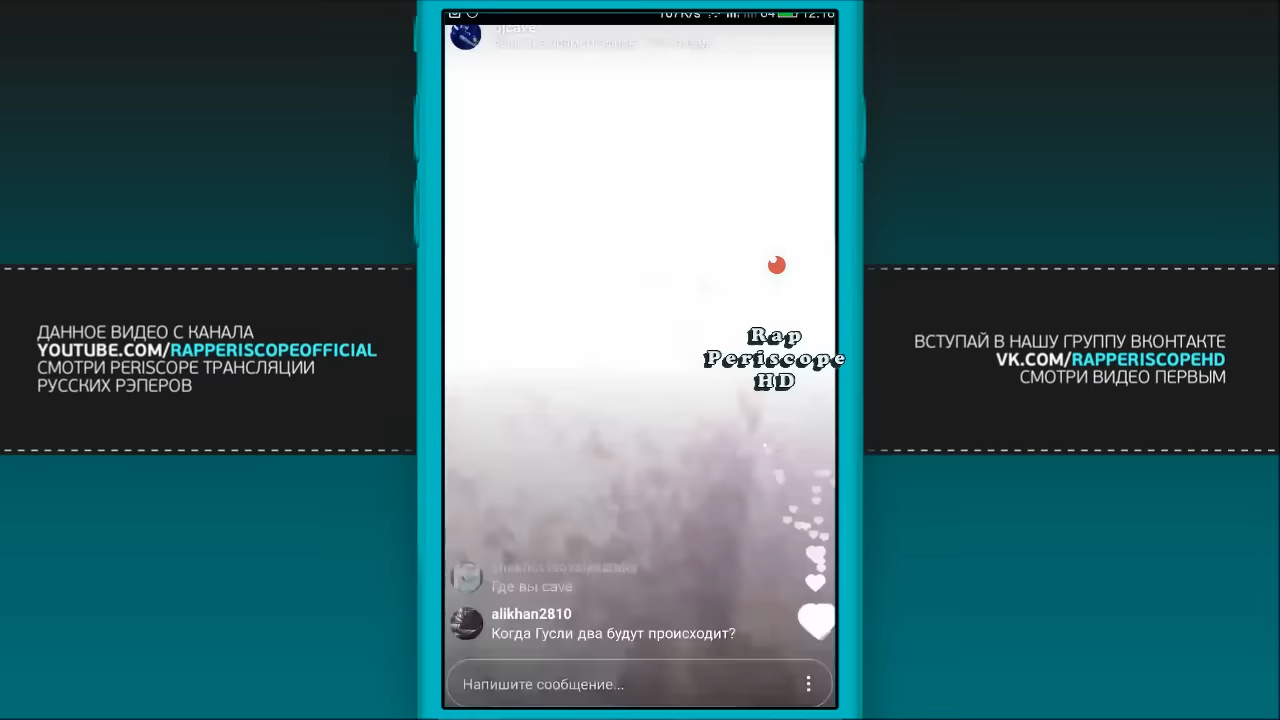 ДАННОЕ ВИДЕО С КАНАЛА
YOUTUBE.COM/RAPPERISCOPEOFFICIAL
СМОТРИ PERISCOPE ТРАНСЛЯЦИИ
РУССКИХ РЭПЕРОВ
Rap
Periscope
HD
Где вы cave
alikhan2810
Когда Гусли два будут происходит?
Напишите сообщение...
ВСТУПАЙ В НАШУ ГРУППУ ВКОНТАКТЕ
VK.COM/RAPPERISCOPEHD
СМОТРИ ВИДЕО ПЕРВЫМ